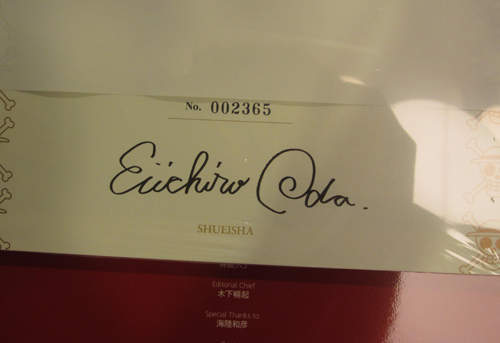 No. 002365
Eiichiro Oda.
SHUEISHA
Editorial Chief
木下暢起
Special Thanks to
海陸和彦